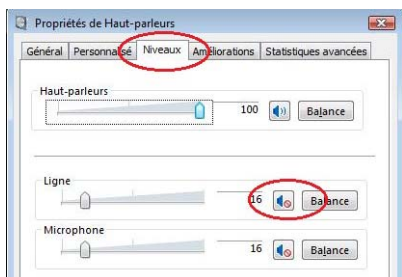 Propriétés de Haut-parleurs
Général Personnalisé Niveaux Améliorations Statistiques avancées
Haut-parleurs
100 Balance
Ligne
16 Balance
Microphone
16 Balance